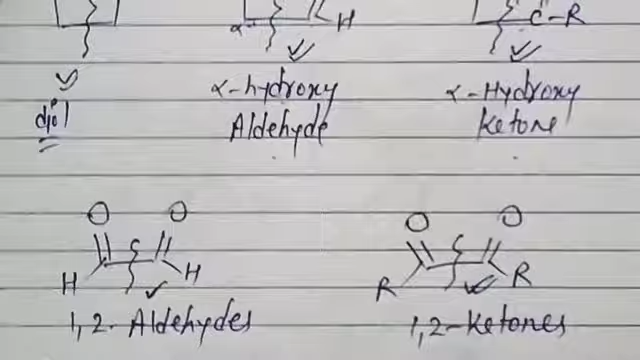 α H C-R
diol α-hydroxy Aldehyde α-Hydroxy Ketone
O O O O
H H R R
1,2-Aldehydes 1,2-Ketones